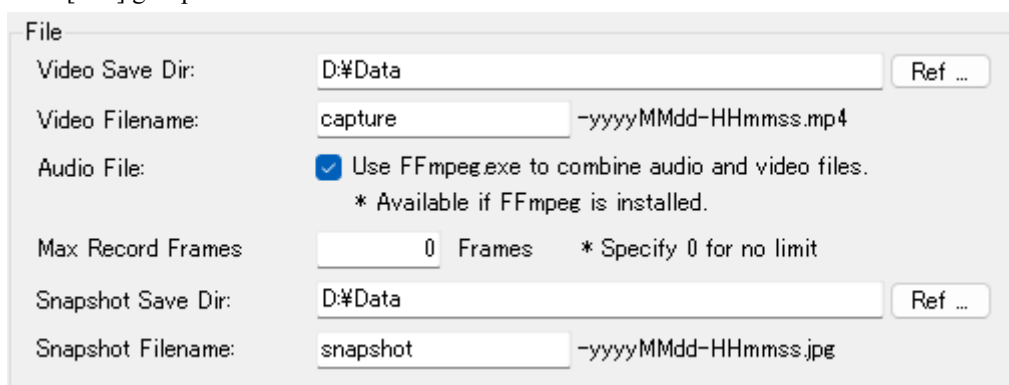 File
Video Save Dir: D:¥Data Ref ...
Video Filename: capture -yyyyMMdd-HHmmss.mp4
Audio File: Use FFmpeg.exe to combine audio and video files.
* Available if FFmpeg is installed.
Max Record Frames 0 Frames * Specify 0 for no limit
Snapshot Save Dir: D:¥Data Ref ...
Snapshot Filename: snapshot -yyyyMMdd-HHmmss.jpg